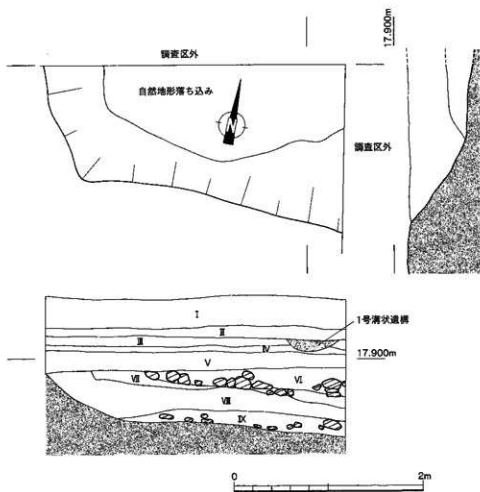 調査区外
17.900m
自然地形落ち込み
N
調査区外
1号溝状遺構
I
II
III
IV
17.900m
V
VI
VII
VIII
IX
0
2m